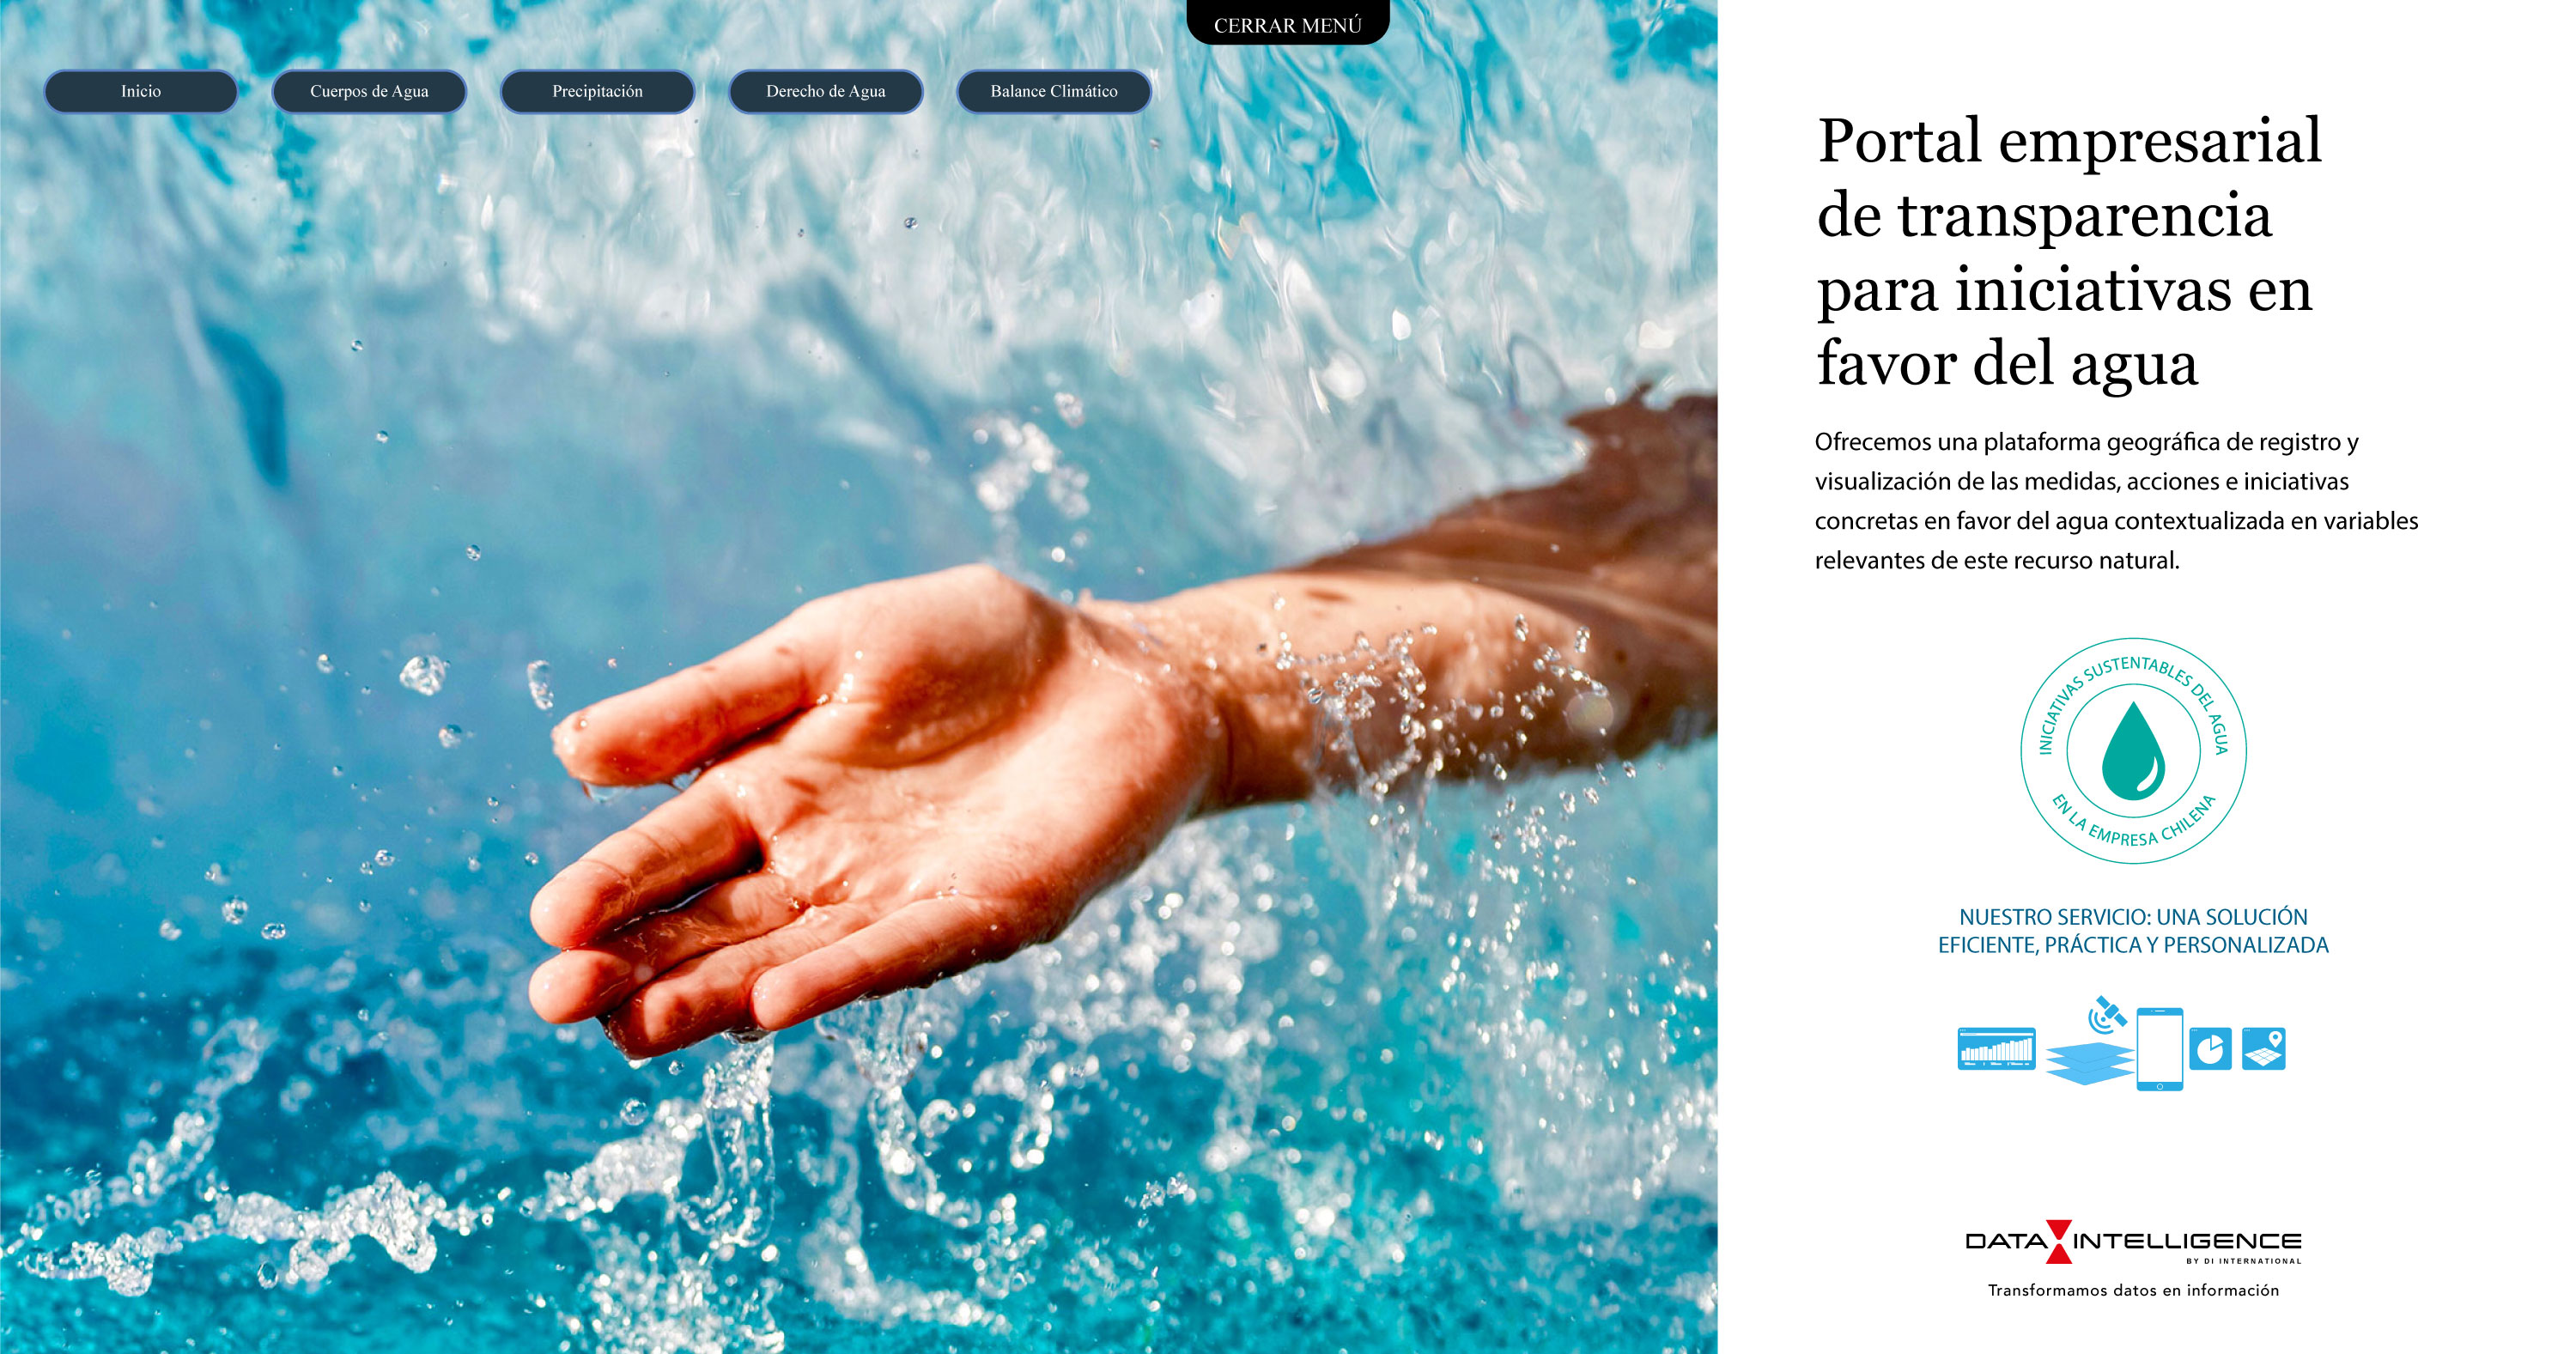 CERRAR MENÚ
Inicio
Cuerpos de Agua
Precipitación
Derecho de Agua
Balance Climático
Portal empresarial
de transparencia
para iniciativas en
favor del agua
Ofrecemos una plataforma geográfica de registro y
visualización de las medidas, acciones e iniciativas
concretas en favor del agua contextualizada en variables
relevantes de este recurso natural.
INICIATIVAS SUSTENTABLES DEL AGUA
EN LA EMPRESA CHILENA
NUESTRO SERVICIO: UNA SOLUCIÓN
EFICIENTE, PRÁCTICA Y PERSONALIZADA
DATA INTELLIGENCE
BY DI INTERNATIONAL
Transformamos datos en información